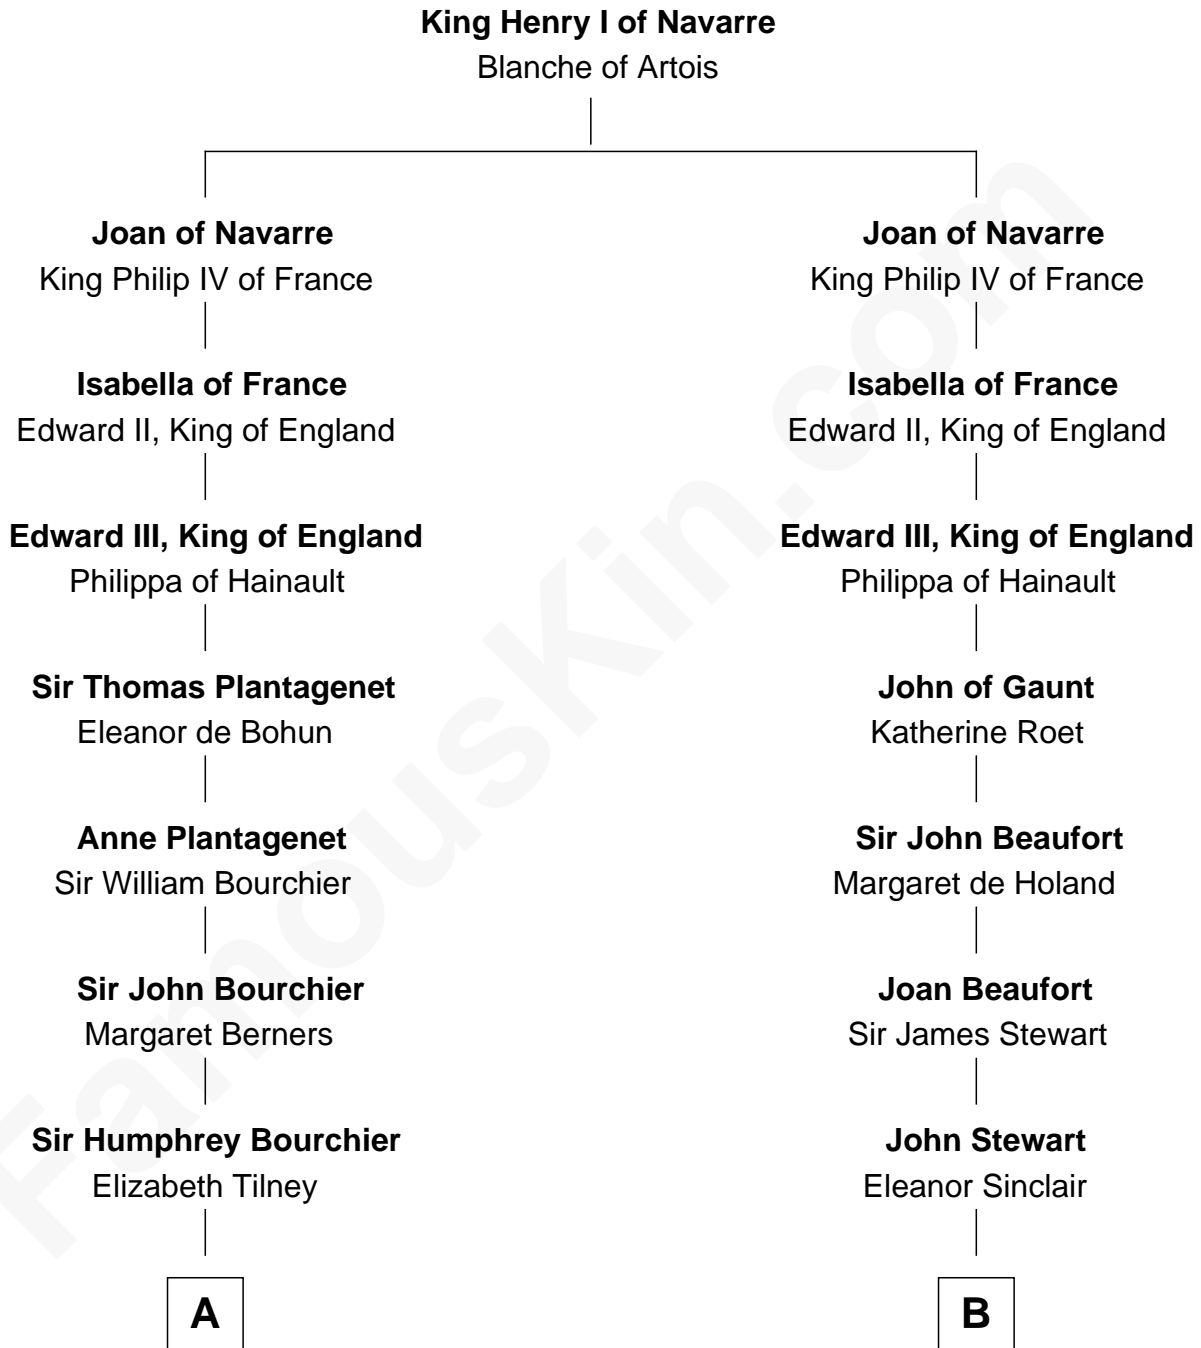 King Henry I of Navarre
Blanche of Artois
Joan of Navarre
King Philip IV of France
Isabella of France
Edward II, King of England
Edward III, King of England
Philippa of Hainault
Sir Thomas Plantagenet
Eleanor de Bohun
Anne Plantagenet
Sir William Bourchier
Sir John Bourchier
Margaret Berners
Sir Humphrey Bourchier
Elizabeth Tilney
A
Joan of Navarre
King Philip IV of France
Isabella of France
Edward II, King of England
Edward III, King of England
Philippa of Hainault
John of Gaunt
Katherine Roet
Sir John Beaufort
Margaret de Holand
Joan Beaufort
Sir James Stewart
John Stewart
Eleanor Sinclair
B
FamousKin.com